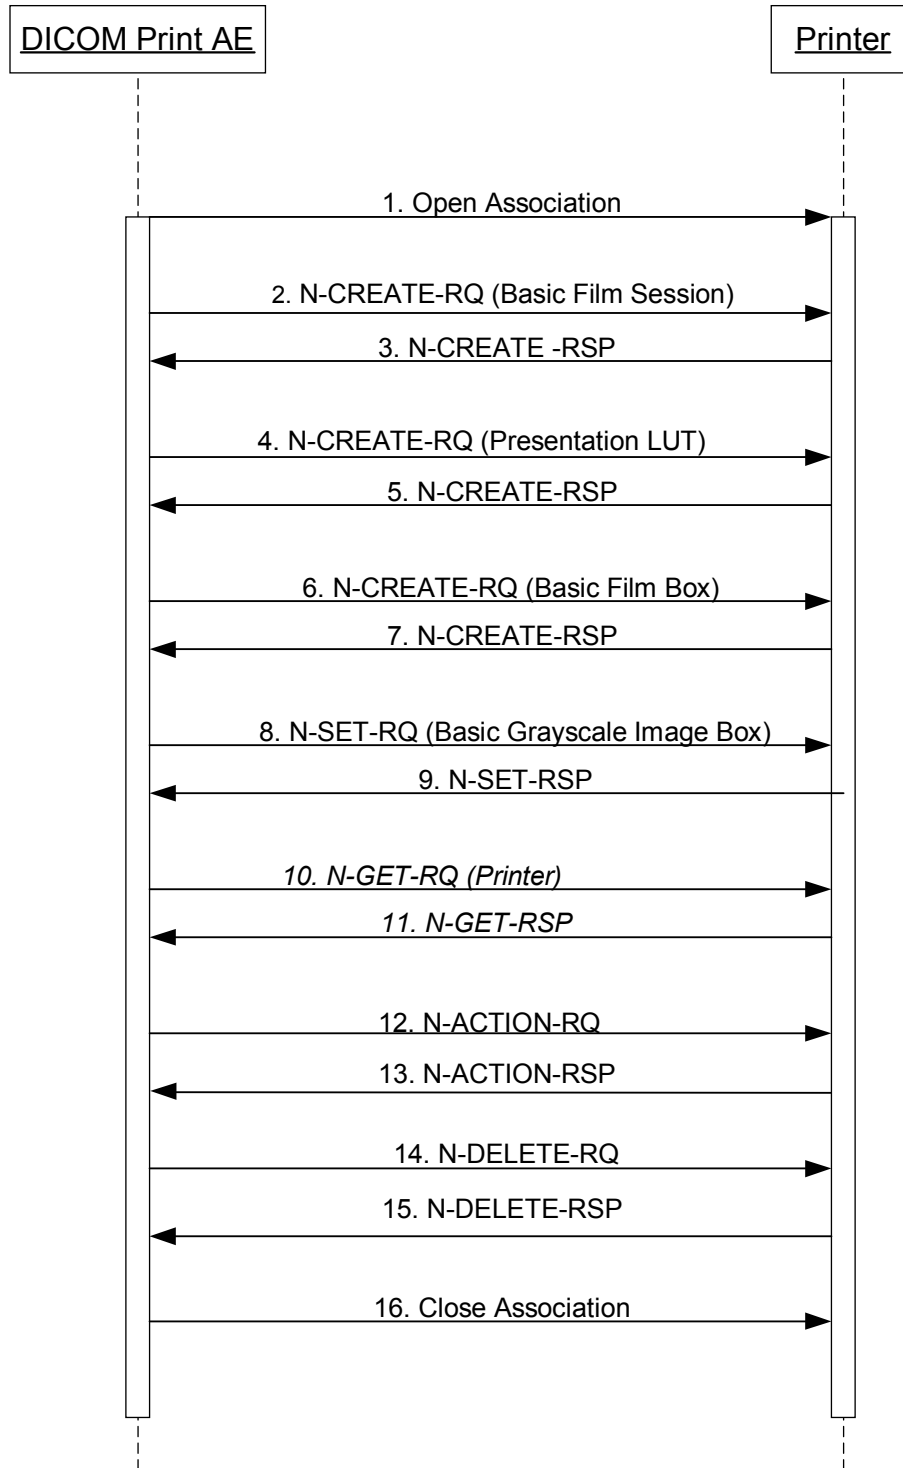 DICOM Print AE
Printer
1. Open Association
2. N-CREATE-RQ (Basic Film Session)
3. N-CREATE -RSP
4. N-CREATE-RQ (Presentation LUT)
5. N-CREATE-RSP
6. N-CREATE-RQ (Basic Film Box)
7. N-CREATE-RSP
8. N-SET-RQ (Basic Grayscale Image Box)
9. N-SET-RSP
10. N-GET-RQ (Printer)
11. N-GET-RSP
12. N-ACTION-RQ
13. N-ACTION-RSP
14. N-DELETE-RQ
15. N-DELETE-RSP
16. Close Association